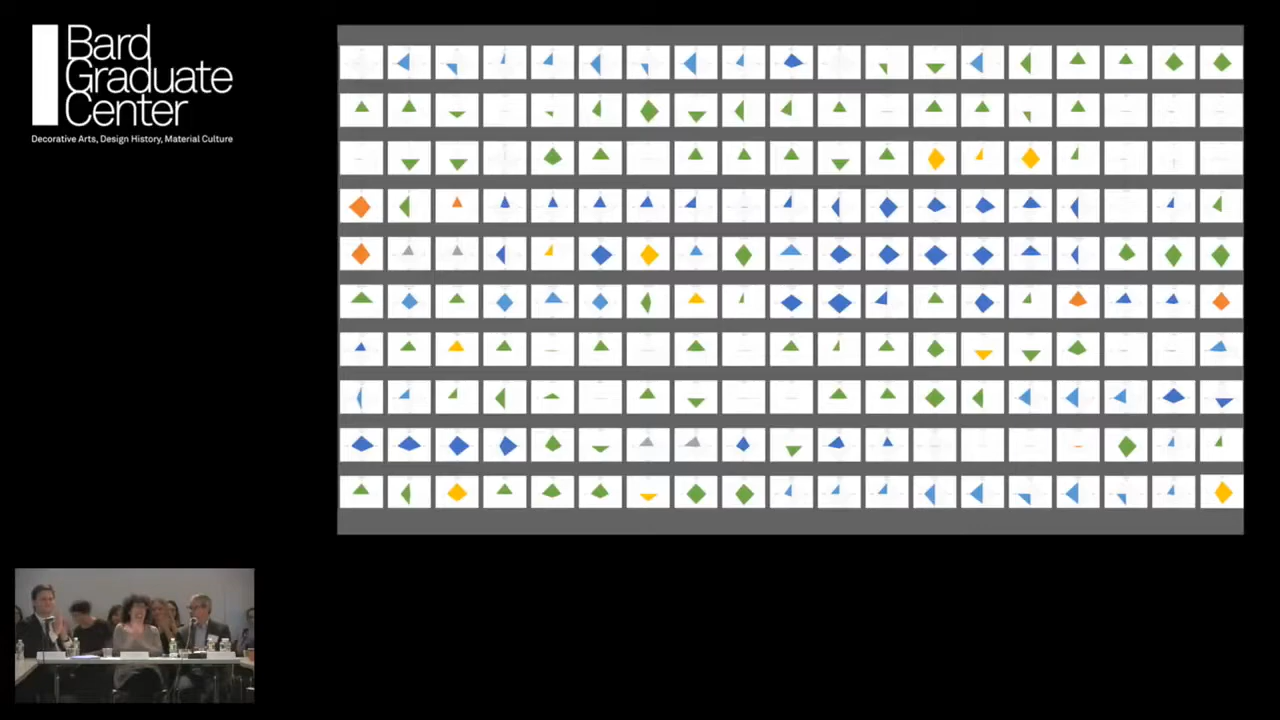 Bard
Graduate
Center
Decorative Arts, Design History, Material Culture